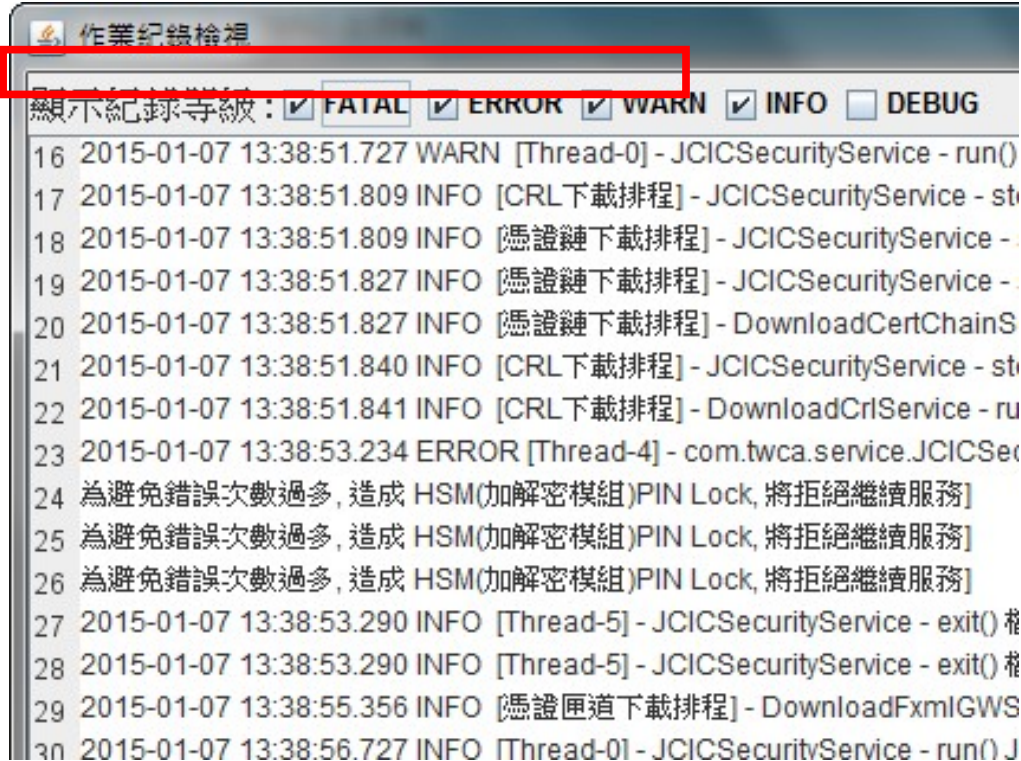 作業紀錄檢視
顯示紀錄等級: FATAL ERROR WARN INFO DEBUG
16 2015-01-07 13:38:51.727 WARN [Thread-0] - JCICSecurityService - run()
17 2015-01-07 13:38:51.809 INFO [CRL下載排程] - JCICSecurityService - st
18 2015-01-07 13:38:51.809 INFO [憑證鏈下載排程] - JCICSecurityService -
19 2015-01-07 13:38:51.827 INFO [憑證鏈下載排程] - JCICSecurityService -
20 2015-01-07 13:38:51.827 INFO [憑證鏈下載排程] - DownloadCertChainS
21 2015-01-07 13:38:51.840 INFO [CRL下載排程] - JCICSecurityService - st
22 2015-01-07 13:38:51.841 INFO [CRL下載排程] - DownloadCrlService - ru
23 2015-01-07 13:38:53.234 ERROR [Thread-4] - com.twca.service.JCICSec
24 為避免錯誤次數過多, 造成 HSM(加解密模組)PIN Lock, 將拒絕繼續服務]
25 為避免錯誤次數過多, 造成 HSM(加解密模組)PIN Lock, 將拒絕繼續服務]
26 為避免錯誤次數過多, 造成 HSM(加解密模組)PIN Lock, 將拒絕繼續服務]
27 2015-01-07 13:38:53.290 INFO [Thread-5] - JCICSecurityService - exit()
28 2015-01-07 13:38:53.290 INFO [Thread-5] - JCICSecurityService - exit()
29 2015-01-07 13:38:55.356 INFO [憑證匣道下載排程] - DownloadFxmlGWS
30 2015-01-07 13:38:56.727 INFO [Thread-0] - JCICSecurityService - run() J